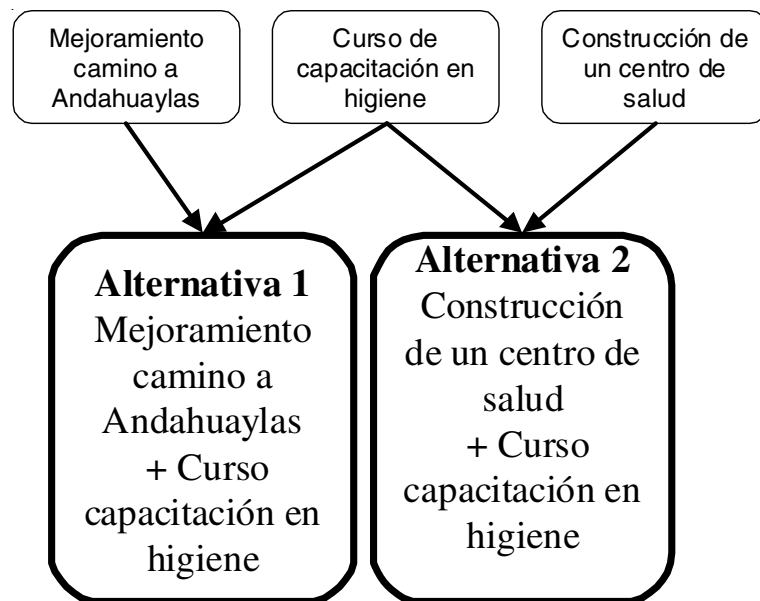 Mejoramiento
camino a
Andahuaylas
Curso de
capacitación en
higiene
Construcción de
un centro de
salud
Alternativa 1
Mejoramiento
camino a
Andahuaylas
+ Curso
capacitación en
higiene
Alternativa 2
Construcción
de un centro de
salud
+ Curso
capacitación en
higiene